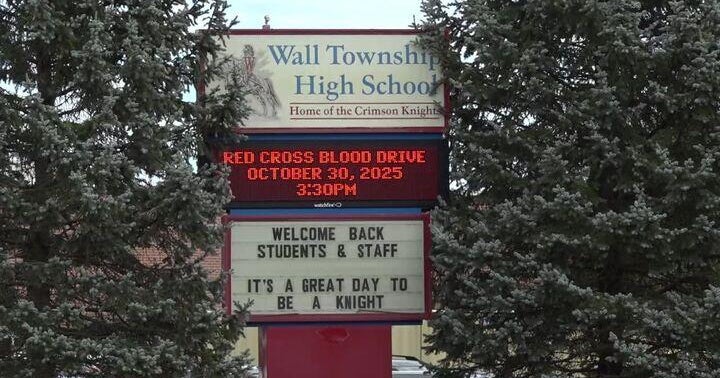 Wall Township
High School
Home of the Crimson Knights
RED CROSS BLOOD DRIVE
OCTOBER 30, 2025
3:30PM
watchfire
WELCOME BACK
STUDENTS & STAFF
IT'S A GREAT DAY TO
BE A KNIGHT